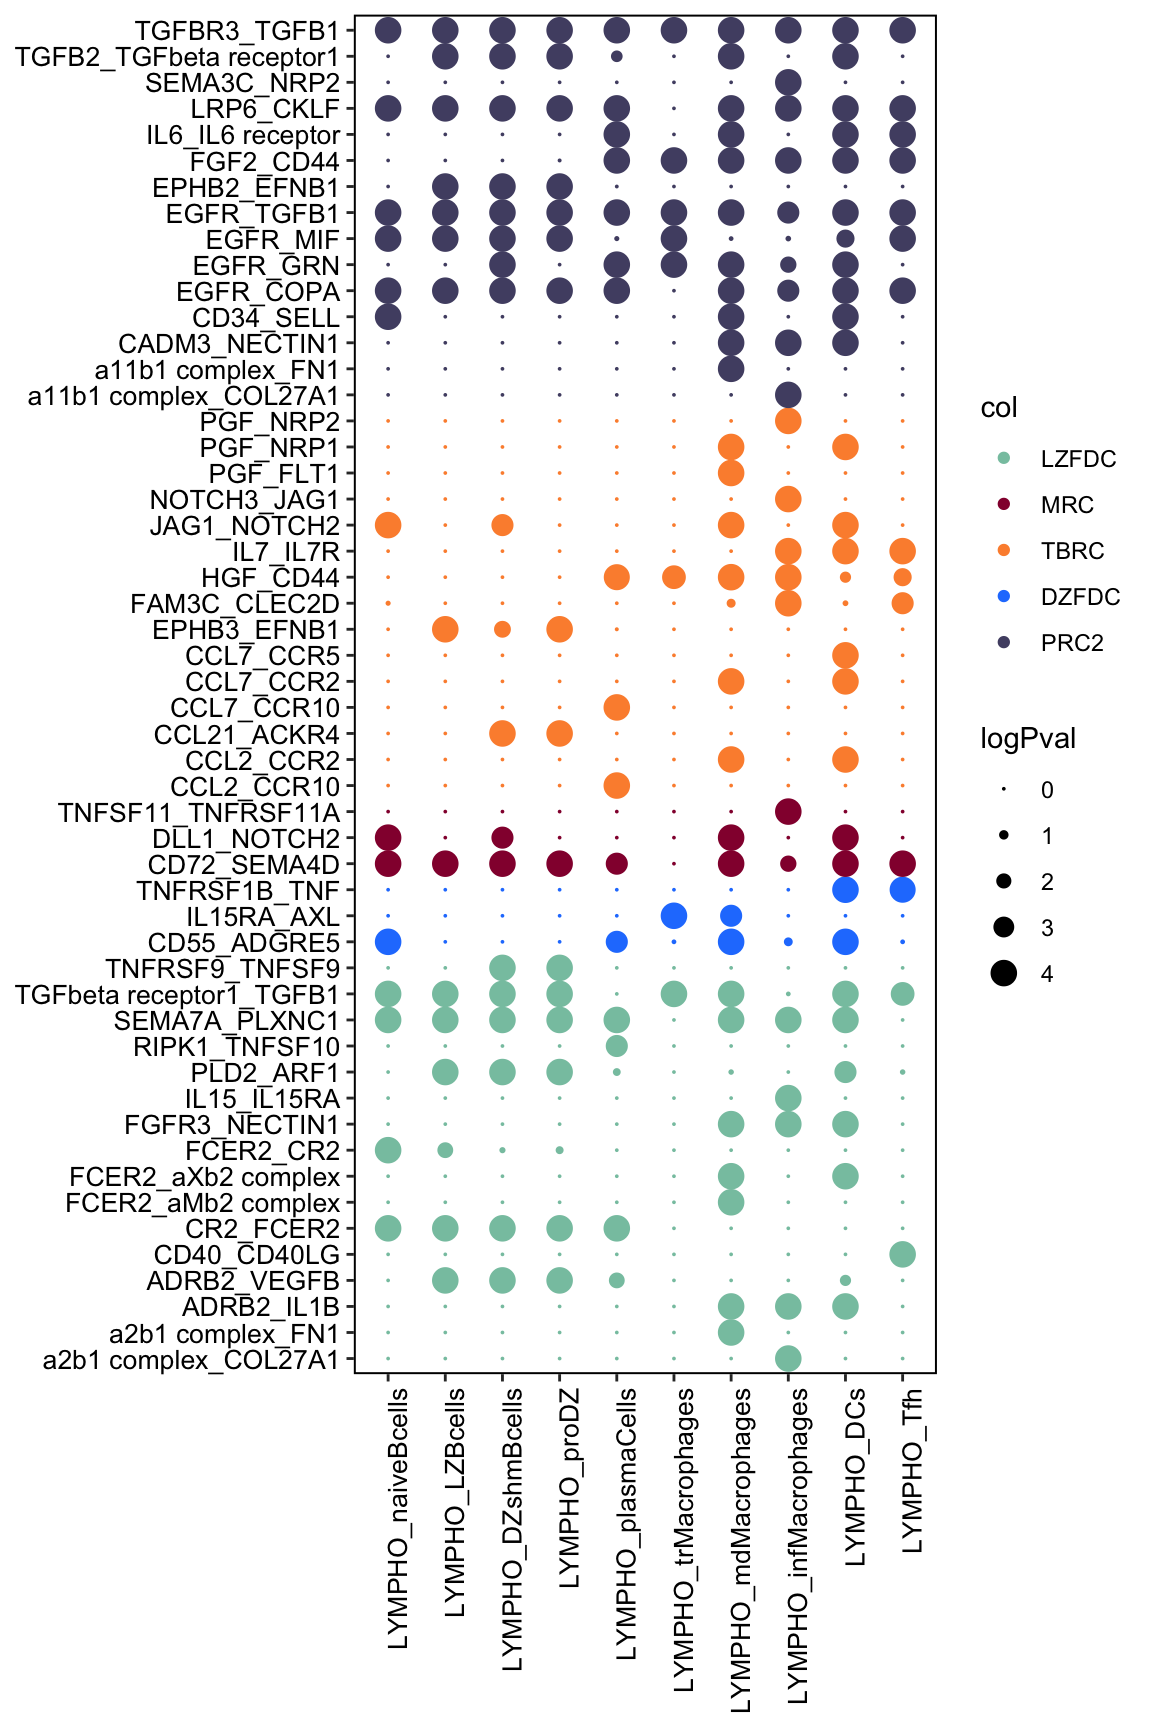 TGFBR3_TGFB1
TGFB2_TGFbeta receptor1
SEMA3C_NRP2
LRP6_CKLF
IL6_IL6 receptor
FGF2_CD44
EPHB2_EFNB1
EGFR_TGFB1
EGFR_MIF
EGFR_GRN
EGFR_COPA
CD34_SELL
CADM3_NECTIN1
a11b1 complex_FN1
a11b1 complex_COL27A1
PGF_NRP2
PGF_NRP1
PGF_FLT1
NOTCH3_JAG1
JAG1_NOTCH2
IL7_IL7R
HGF_CD44
FAM3C_CLEC2D
EPHB3_EFNB1
CCL7_CCR5
CCL7_CCR2
CCL7_CCR10
CCL21_ACKR4
CCL2_CCR2
CCL2_CCR10
TNFSF11_TNFRSF11A
DLL1_NOTCH2
CD72_SEMA4D
TNFRSF1B_TNF
IL15RA_AXL
CD55_ADGRE5
TNFRSF9_TNFSF9
TGFbeta receptor1_TGFB1
SEMA7A_PLXNC1
RIPK1_TNFSF10
PLD2_ARF1
IL15_IL15RA
FGFR3_NECTIN1
FCER2_CR2
FCER2_aXb2 complex
FCER2_aMb2 complex
CR2_FCER2
CD40_CD40LG
ADRB2_VEGFB
ADRB2_IL1B
a2b1 complex_FN1
a2b1 complex_COL27A1
LYMPHO_naiveBcells
LYMPHO_LZBcells
LYMPHO_DZshmBcells
LYMPHO_proDZ
LYMPHO_plasmaCells
LYMPHO_trMacrophages
LYMPHO_mdMacrophages
LYMPHO_infMacrophages
LYMPHO_DCs
LYMPHO_Tfh
col
LZFDC
MRC
TBRC
DZFDC
PRC2
logPval
0
1
2
3
4